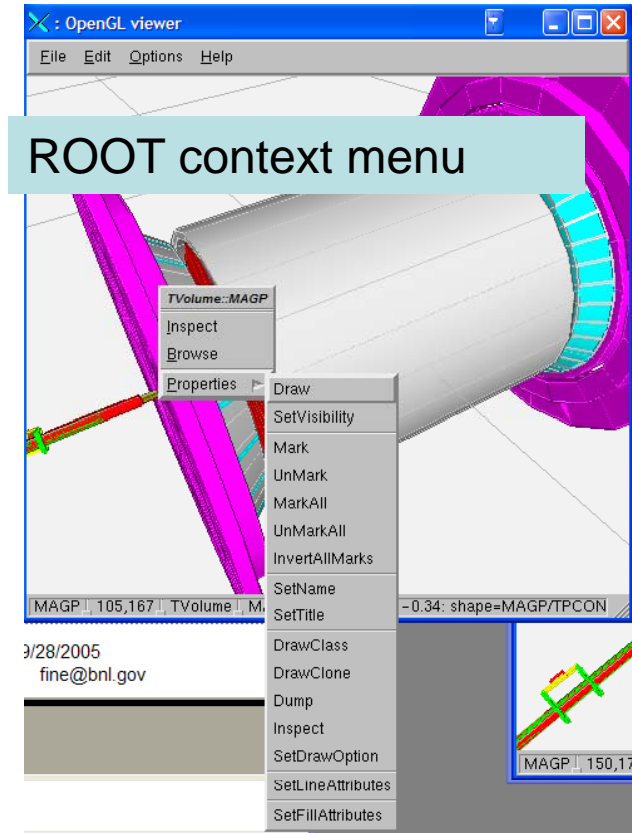 : OpenGL viewer
File Edit Options Help
ROOT context menu
TVolume::MAGP
Inspect
Browse
Properties
Draw
SetVisibility
Mark
UnMark
MarkAll
UnMarkAll
InvertAllMarks
SetName
SetTitle
DrawClass
DrawClone
Dump
Inspect
SetDrawOption
SetLineAttributes
SetFillAttributes
MAGP 105,167 TVolume -0.34: shape=MAGP/TPCON
9/28/2005
fine@bnl.gov
MAGP 150,17